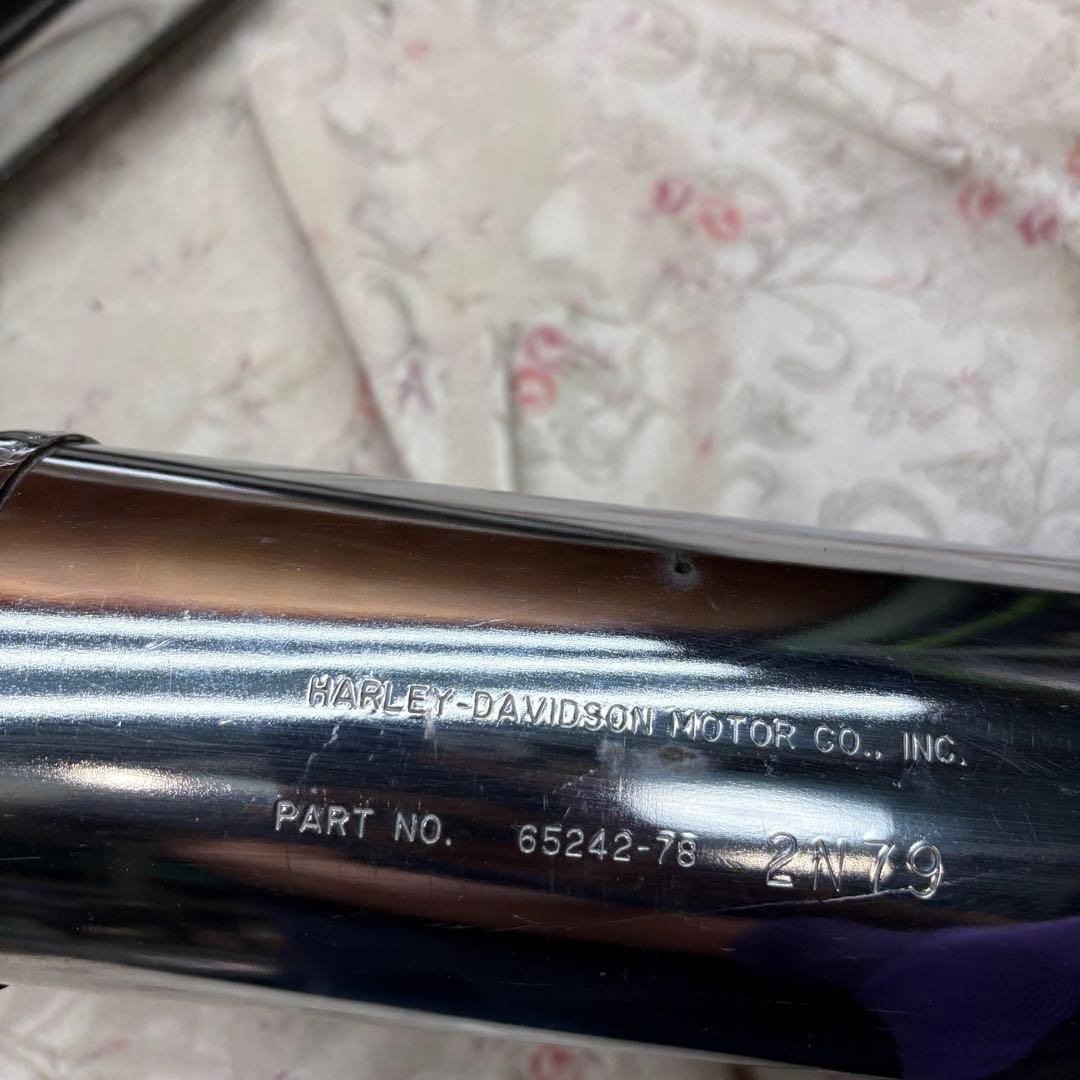 HARLEY-DAVIDSON MOTOR CO., INC.
PART NO. 65242-78 2N79